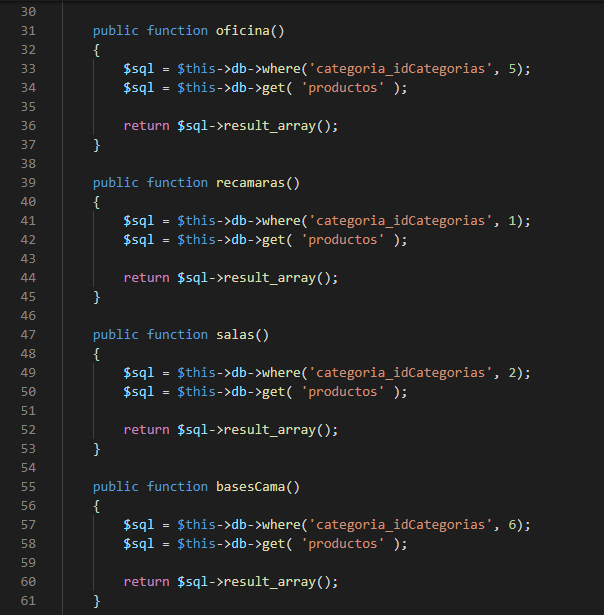 30
31 public function oficina()
32 {
33 $sql = $this->db->where('categoria_idCategorias', 5);
34 $sql = $this->db->get( 'productos' );
35
36 return $sql->result_array();
37 }
38
39 public function recamaras()
40 {
41 $sql = $this->db->where('categoria_idCategorias', 1);
42 $sql = $this->db->get( 'productos' );
43
44 return $sql->result_array();
45 }
46
47 public function salas()
48 {
49 $sql = $this->db->where('categoria_idCategorias', 2);
50 $sql = $this->db->get( 'productos' );
51
52 return $sql->result_array();
53 }
54
55 public function basesCama()
56 {
57 $sql = $this->db->where('categoria_idCategorias', 6);
58 $sql = $this->db->get( 'productos' );
59
60 return $sql->result_array();
61 }